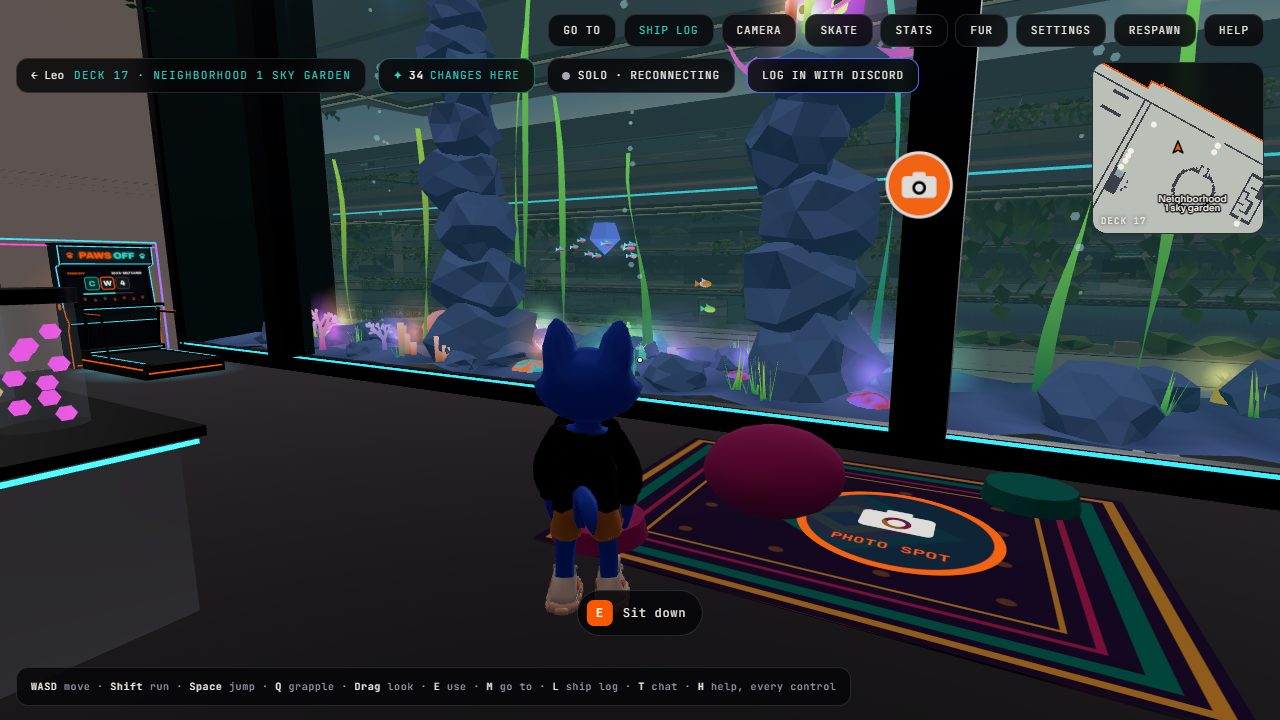 GO TO
SHIP LOG
CAMERA
SKATE
STATS
FUR
SETTINGS
RESPAWN
HELP
← Leo DECK 17 · NEIGHBORHOOD 1 SKY GARDEN
✦ 34 CHANGES HERE
SOLO · RECONNECTING
LOG IN WITH DISCORD
Neighborhood
1 sky garden
DECK 17
PAWS OFF
C W 4
PHOTO SPOT
E Sit down
WASD move · Shift run · Space jump · Q grapple · Drag look · E use · M go to · L ship log · T chat · H help, every control